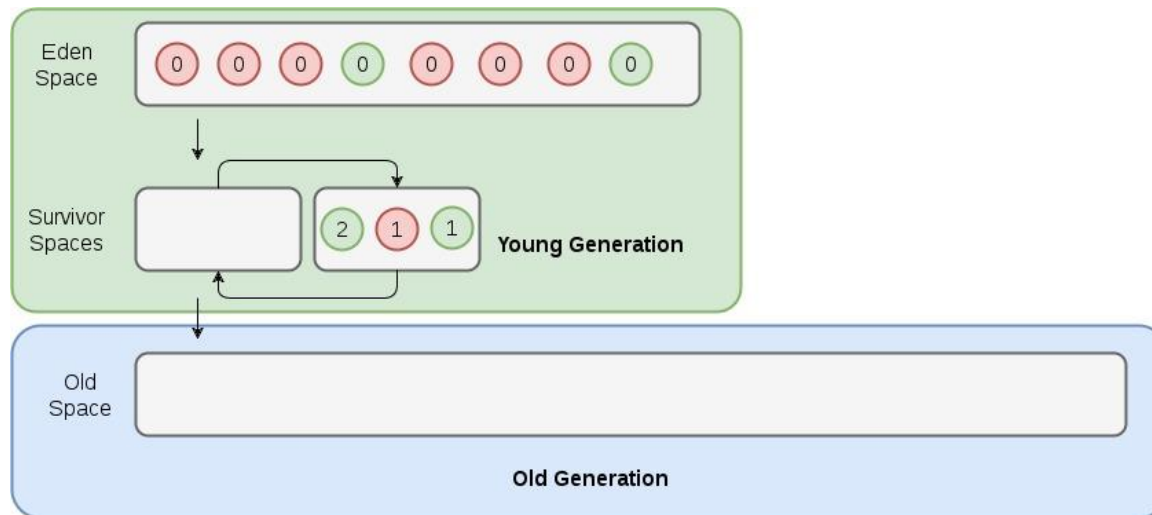 Eden
Space
0 0 0 0 0 0 0 0
Survivor
Spaces
2 1 1
Young Generation
Old
Space
Old Generation